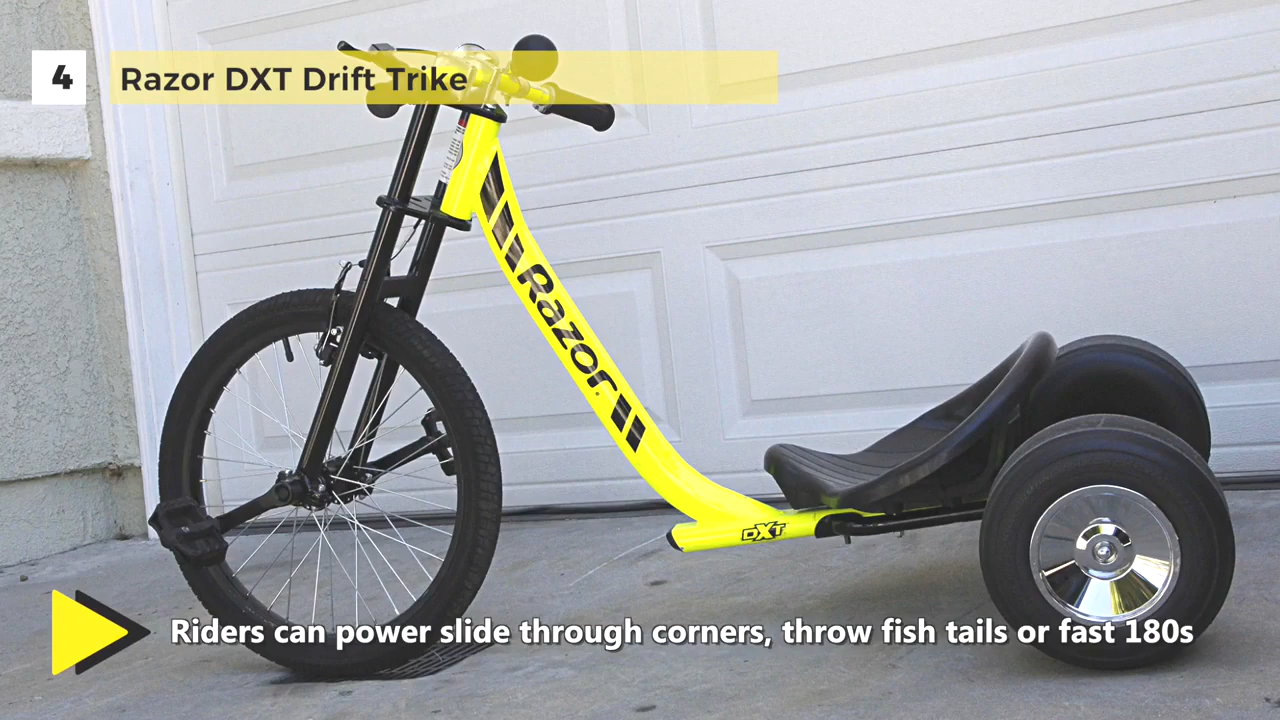 4
Razor DXT Drift Trike
Razor
DXT
Riders can power slide through corners, throw fish tails or fast 180s